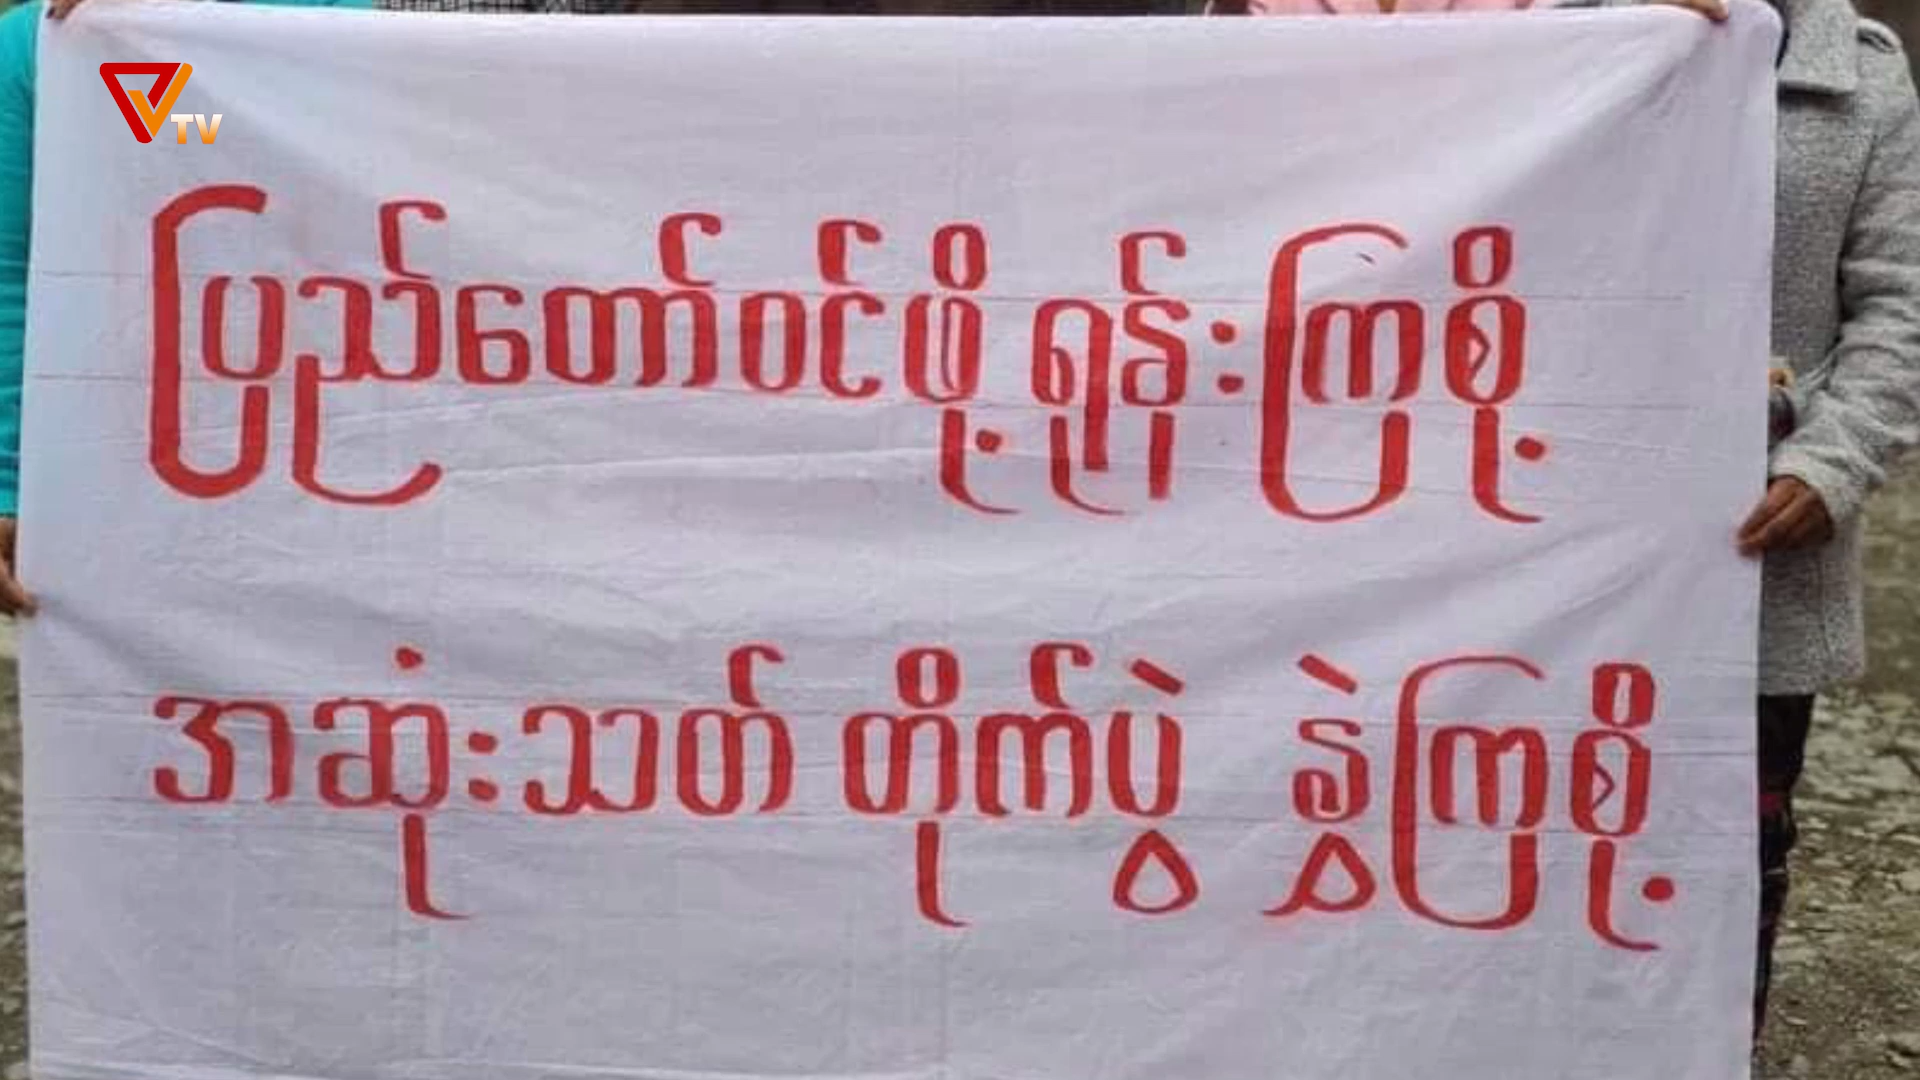 TV
ပြည်တော်ဝင်ဖို့ ရုန်းကြစို့
အဆုံးသတ် တိုက်ပွဲ နွှဲကြစို့